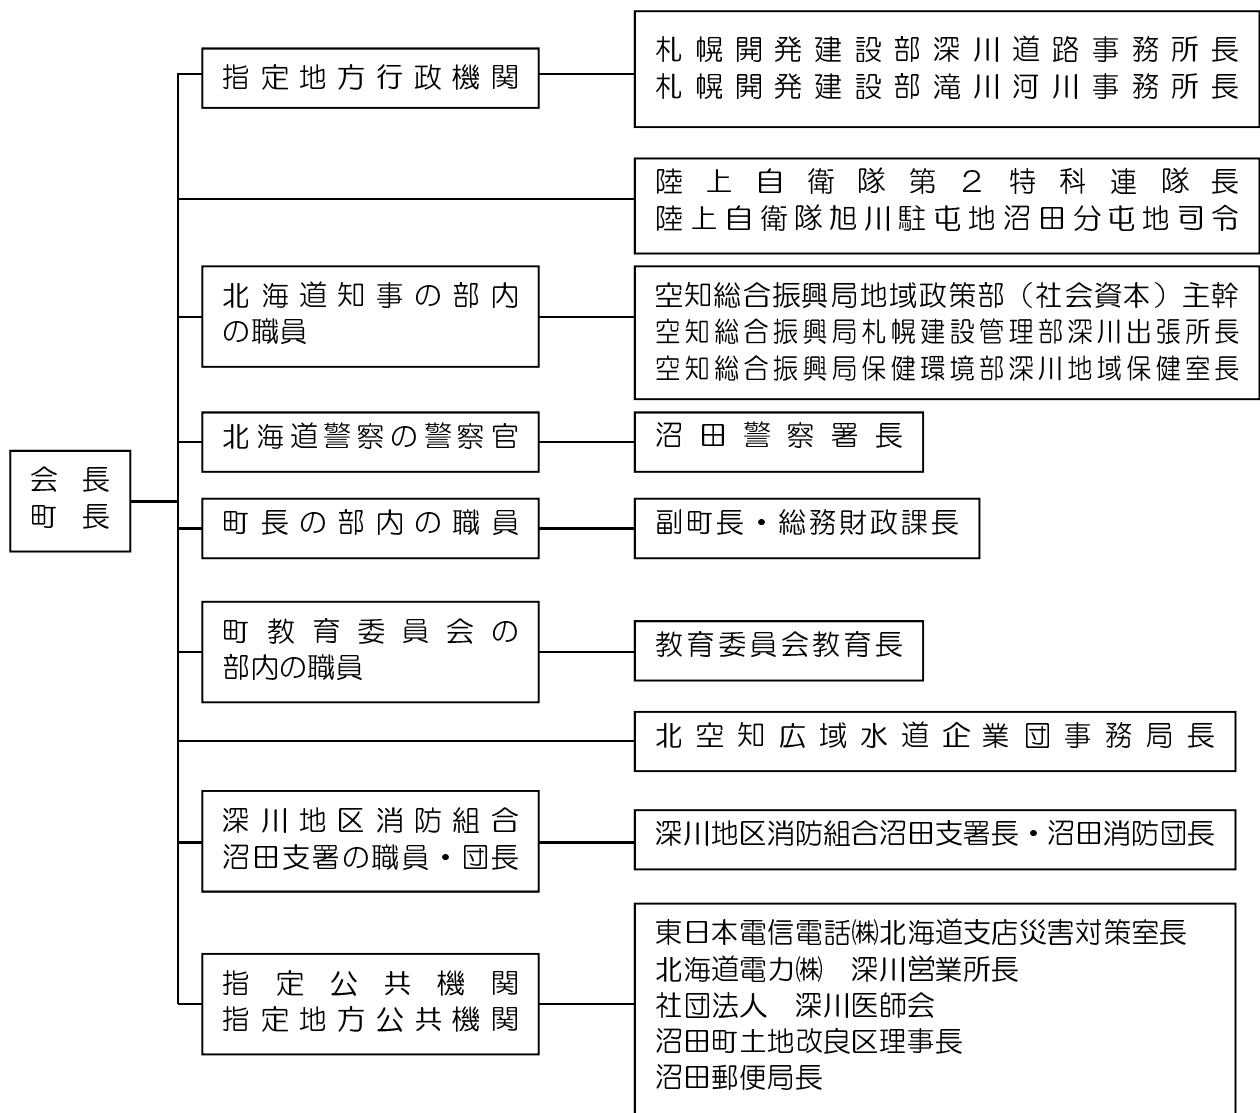 会長
町長
指定地方行政機関
札幌開発建設部深川道路事務所長
札幌開発建設部滝川河川事務所長
陸上自衛隊第2特科連隊長
陸上自衛隊旭川駐屯地沼田分屯地司令
北海道知事の部内
の職員
空知総合振興局地域政策部（社会資本）主幹
空知総合振興局札幌建設管理部深川出張所長
空知総合振興局保健環境部深川地域保健室長
北海道警察の警察官
沼田警察署長
町長の部内の職員
副町長・総務財政課長
町教育委員会の
部内の職員
教育委員会教育長
北空知広域水道企業団事務局長
深川地区消防組合
沼田支署の職員・団長
深川地区消防組合沼田支署長・沼田消防団長
指定公共機関
指定地方公共機関
東日本電信電話㈱北海道支店災害対策室長
北海道電力㈱　深川営業所長
社団法人　深川医師会
沼田町土地改良区理事長
沼田郵便局長